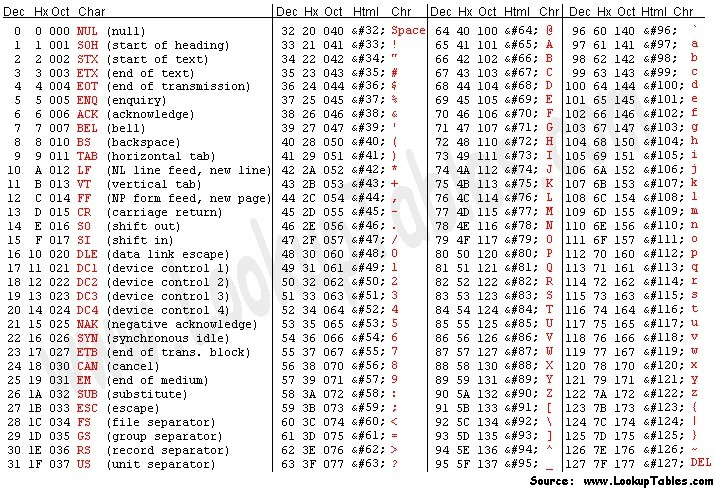 Dec Hx Oct Char Dec Hx Oct Html Chr Dec Hx Oct Html Chr Dec Hx Oct Html Chr
0 0 000 NUL (null) 32 20 040 &#32; Space 64 40 100 &#64; @ 96 60 140 &#96; `
1 1 001 SOH (start of heading) 33 21 041 &#33; ! 65 41 101 &#65; A 97 61 141 &#97; a
2 2 002 STX (start of text) 34 22 042 &#34; " 66 42 102 &#66; B 98 62 142 &#98; b
3 3 003 ETX (end of text) 35 23 043 &#35; # 67 43 103 &#67; C 99 63 143 &#99; c
4 4 004 EOT (end of transmission) 36 24 044 &#36; $ 68 44 104 &#68; D 100 64 144 &#100; d
5 5 005 ENQ (enquiry) 37 25 045 &#37; % 69 45 105 &#69; E 101 65 145 &#101; e
6 6 006 ACK (acknowledge) 38 26 046 &#38; & 70 46 106 &#70; F 102 66 146 &#102; f
7 7 007 BEL (bell) 39 27 047 &#39; ' 71 47 107 &#71; G 103 67 147 &#103; g
8 8 010 BS (backspace) 40 28 050 &#40; ( 72 48 110 &#72; H 104 68 150 &#104; h
9 9 011 TAB (horizontal tab) 41 29 051 &#41; ) 73 49 111 &#73; I 105 69 151 &#105; i
10 A 012 LF (NL line feed, new line) 42 2A 052 &#42; * 74 4A 112 &#74; J 106 6A 152 &#106; j
11 B 013 VT (vertical tab) 43 2B 053 &#43; + 75 4B 113 &#75; K 107 6B 153 &#107; k
12 C 014 FF (NP form feed, new page) 44 2C 054 &#44; , 76 4C 114 &#76; L 108 6C 154 &#108; l
13 D 015 CR (carriage return) 45 2D 055 &#45; - 77 4D 115 &#77; M 109 6D 155 &#109; m
14 E 016 SO (shift out) 46 2E 056 &#46; . 78 4E 116 &#78; N 110 6E 156 &#110; n
15 F 017 SI (shift in) 47 2F 057 &#47; / 79 4F 117 &#79; O 111 6F 157 &#111; o
16 10 020 DLE (data link escape) 48 30 060 &#48; 0 80 50 120 &#80; P 112 70 160 &#112; p
17 11 021 DC1 (device control 1) 49 31 061 &#49; 1 81 51 121 &#81; Q 113 71 161 &#113; q
18 12 022 DC2 (device control 2) 50 32 062 &#50; 2 82 52 122 &#82; R 114 72 162 &#114; r
19 13 023 DC3 (device control 3) 51 33 063 &#51; 3 83 53 123 &#83; S 115 73 163 &#115; s
20 14 024 DC4 (device control 4) 52 34 064 &#52; 4 84 54 124 &#84; T 116 74 164 &#116; t
21 15 025 NAK (negative acknowledge) 53 35 065 &#53; 5 85 55 125 &#85; U 117 75 165 &#117; u
22 16 026 SYN (synchronous idle) 54 36 066 &#54; 6 86 56 126 &#86; V 118 76 166 &#118; v
23 17 027 ETB (end of trans. block) 55 37 067 &#55; 7 87 57 127 &#87; W 119 77 167 &#119; w
24 18 030 CAN (cancel) 56 38 070 &#56; 8 88 58 130 &#88; X 120 78 170 &#120; x
25 19 031 EM (end of medium) 57 39 071 &#57; 9 89 59 131 &#89; Y 121 79 171 &#121; y
26 1A 032 SUB (substitute) 58 3A 072 &#58; : 90 5A 132 &#90; Z 122 7A 172 &#122; z
27 1B 033 ESC (escape) 59 3B 073 &#59; ; 91 5B 133 &#91; [ 123 7B 173 &#123; {
28 1C 034 FS (file separator) 60 3C 074 &#60; < 92 5C 134 &#92; \ 124 7C 174 &#124; |
29 1D 035 GS (group separator) 61 3D 075 &#61; = 93 5D 135 &#93; ] 125 7D 175 &#125; }
30 1E 036 RS (record separator) 62 3E 076 &#62; > 94 5E 136 &#94; ^ 126 7E 176 &#126; ~
31 1F 037 US (unit separator) 63 3F 077 &#63; ? 95 5F 137 &#95; _ 127 7F 177 &#127; DEL
Source: www.LookupTables.com